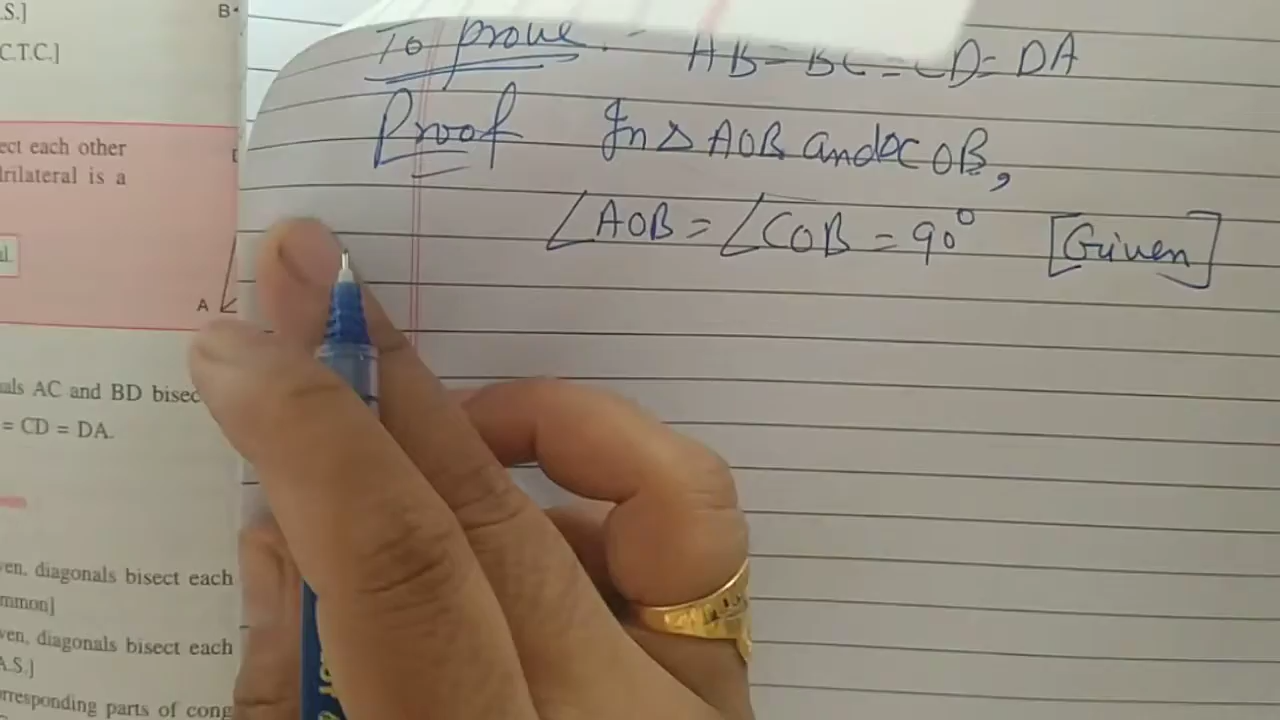 S.]
B
C.T.C.]
To prove :- AB = BC = CD = DA
Proof In △ AOB and △ COB,
ect each other
rilateral is a
∠AOB = ∠COB = 90° [Given]
al.
A
als AC and BD bisec
= CD = DA.
ven, diagonals bisect each
mmon]
ven, diagonals bisect each
A.S.]
orresponding parts of cong